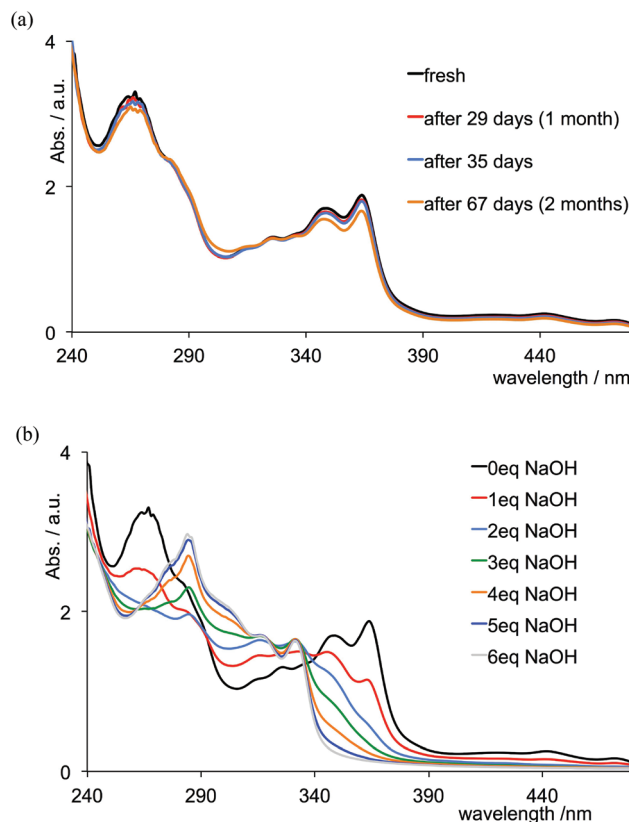 (a)
4
2
0
Abs. / a.u.
fresh
after 29 days (1 month)
after 35 days
after 67 days (2 months)
240 290 340 390 440
wavelength / nm
(b)
4
2
0
Abs. / a.u.
0eq NaOH
1eq NaOH
2eq NaOH
3eq NaOH
4eq NaOH
5eq NaOH
6eq NaOH
240 290 340 390 440
wavelength /nm